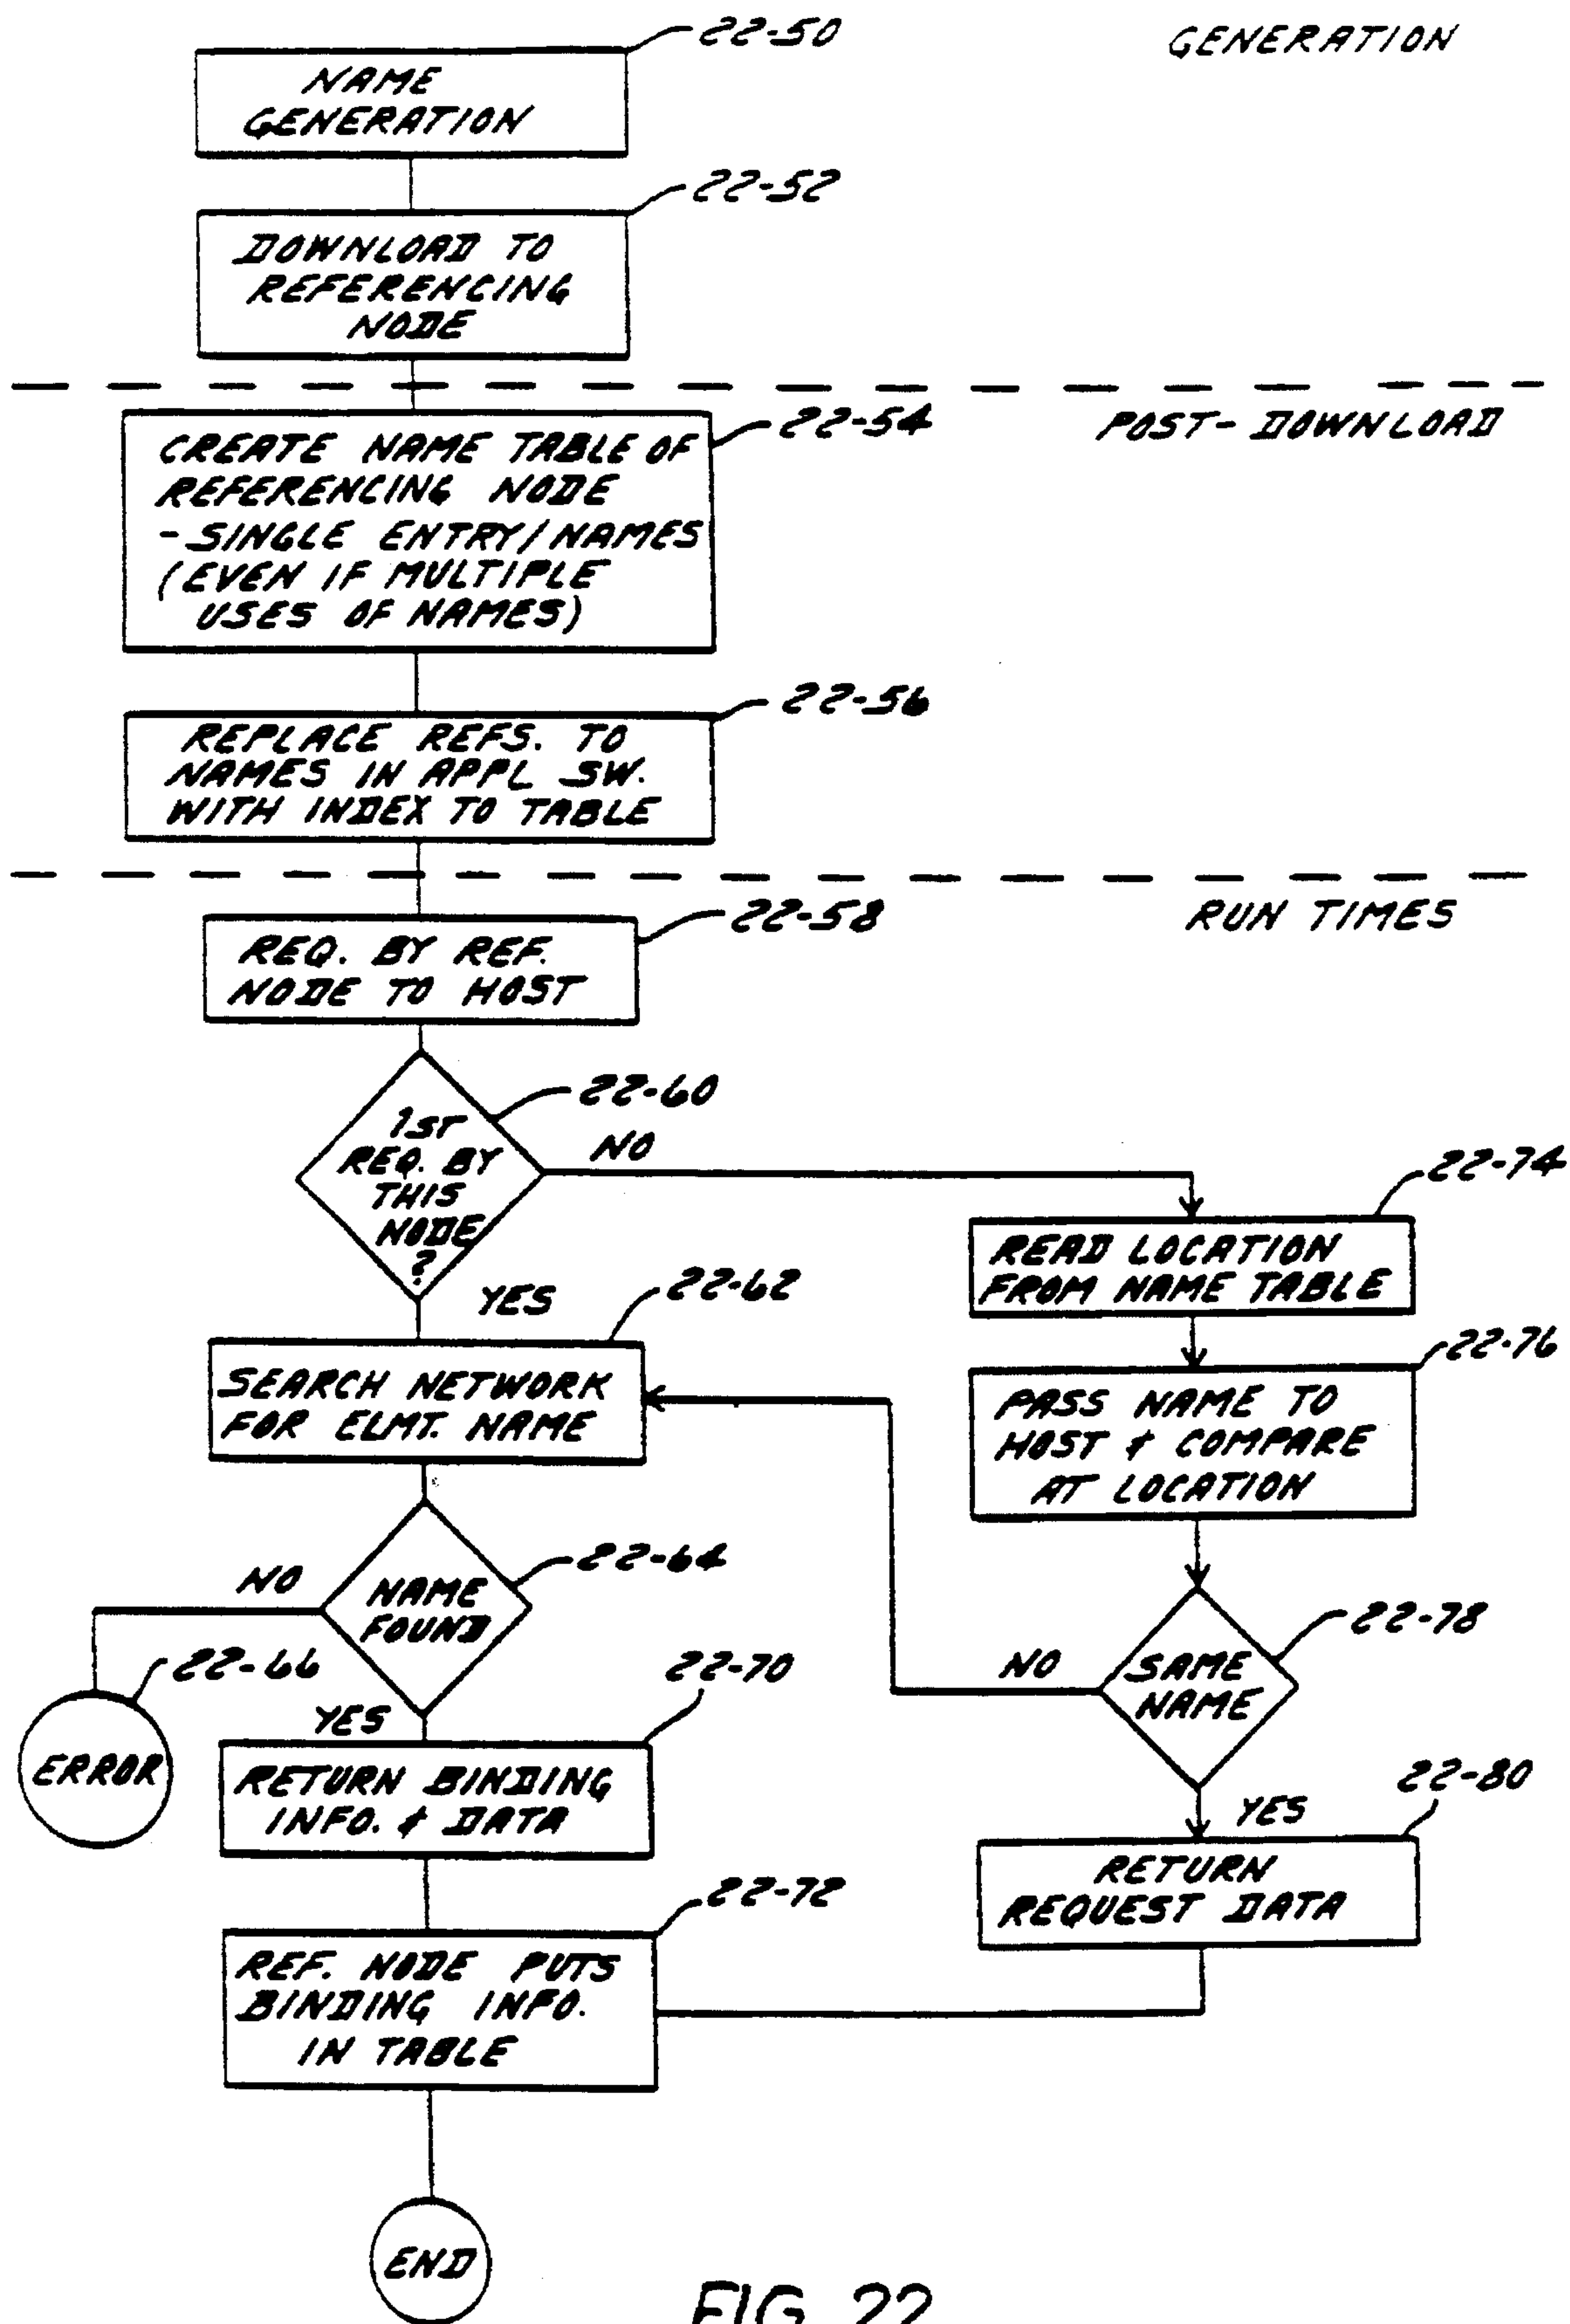 22-50
GENERATION
NAME
GENERATION
22-52
DOWNLOAD TO
REFERENCING
NODE
22-54
POST-DOWNLOAD
CREATE NAME TABLE OF
REFERENCING NODE
-SINGLE ENTRY/NAMES
(EVEN IF MULTIPLE
USES OF NAMES)
22-56
REPLACE REFS. TO
NAMES IN APPL SW.
WITH INDEX TO TABLE
22-58
RUN TIMES
REQ. BY REF.
NODE TO HOST
22-60
1ST
REQ. BY
THIS
NODE
?
NO
YES
22-74
READ LOCATION
FROM NAME TABLE
22-62
SEARCH NETWORK
FOR ELMT. NAME
22-76
PASS NAME TO
HOST & COMPARE
AT LOCATION
22-64
NAME
FOUND
NO
22-66
ERROR
YES
22-78
SAME
NAME
NO
YES
22-70
RETURN BINDING
INFO. & DATA
22-80
RETURN
REQUEST DATA
22-72
REF. NODE PUTS
BINDING INFO.
IN TABLE
END
FIG. 22